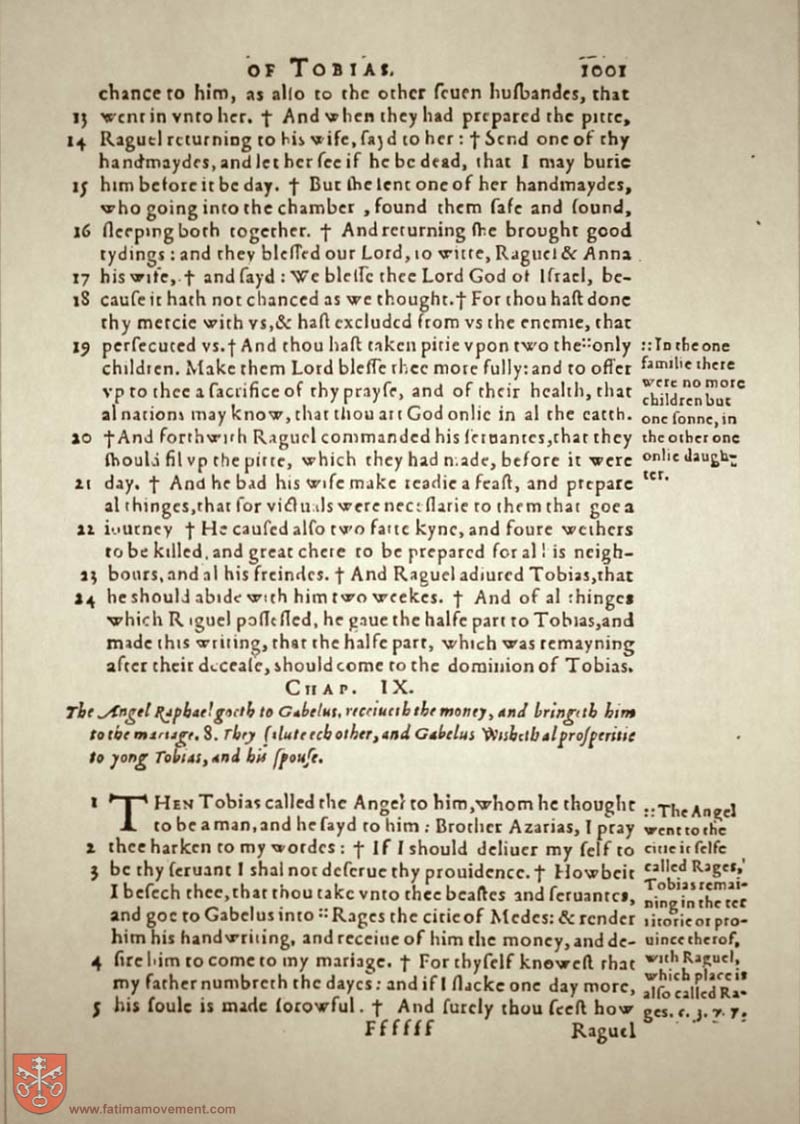 OF TOBIAS. 1001
chance to him, as also to the other seuen husbandes, that
13 went in vnto her. † And when they had prepared the pitte,
14 Raguel returning to his wife, sayd to her: † Send one of thy
handmaydes, and let her see if he be dead, that I may burie
15 him before it be day. † But she sent one of her handmaydes,
who going into the chamber, found them safe and sound,
16 sleeping both together. † And returning she brought good
tydings: and they blessed our Lord, to witte, Raguel & Anna
17 his wife, † and sayd: We blesse thee Lord God of Israel, be-
18 cause it hath not chanced as we thought. † For thou hast done
thy mercie with vs, & hast excluded from vs the enemie, that
19 persecuted vs. † And thou hast taken pitie vpon two the :: only
children. Make them Lord blesse thee more fully: and to offer
vp to thee a sacrifice of thy prayse, and of their health, that
al nations may know, that thou art God onlie in al the earth.
20 † And forthwith Raguel commanded his seruantes, that they
should fil vp the pitte, which they had made, before it were
21 day. † And he bad his wife make readie a feast, and prepare
al thinges, that for victuals were necessarie to them that goe a
22 iourney † He caused also two fatte kyne, and foure wethers
to be killed, and great chere to be prepared for al his neigh-
23 bours, and al his freindes. † And Raguel adiured Tobias, that
24 he should abide with him two weekes. † And of al thinges
which Raguel possessed, he gaue the halfe part to Tobias, and
made this writing, that the halfe part, which was remayning
after their decease, should come to the dominion of Tobias.
:: In the one
familie there
were no more
children but
one sonne, in
the other one
onlie daugh-
ter.
CHAP. IX.
The Angel Raphael goeth to Gabelus, receiueth the money, and bringeth him
to the mariage. 8. They salute ech other, and Gabelus wisheth al prosperitie
to yong Tobias, and his spouse.
1 THEN Tobias called the Angel to him, whom he thought
to be a man, and he sayd to him: Brother Azarias, I pray
2 thee harken to my wordes: † If I should deliuer my self to
3 be thy seruant I shal not deserue thy prouidence. † Howbeit
I besech thee, that thou take vnto thee beastes and seruantes,
and goe to Gabelus into :: Rages the citie of Medes: & render
him his handwriting, and receiue of him the money, and de-
4 sire him to come to my mariage. † For thyself knowest that
my father numbreth the dayes: and if I slacke one day more,
5 his soule is made sorowful. † And surely thou seest how
:: The Angel
went to the
citie it selfe
called Rages,
Tobias remai-
ning in the ter
ritorie or pro-
uince therof,
with Raguel,
which place is
also called Ra-
ges. c. 3. v. 7.
Ffffff Raguel
www.fatimamovement.com